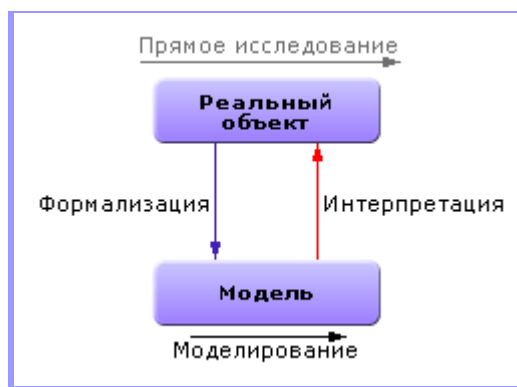 Прямое исследование
Реальный
объект
Формализация
Интерпретация
Модель
Моделирование